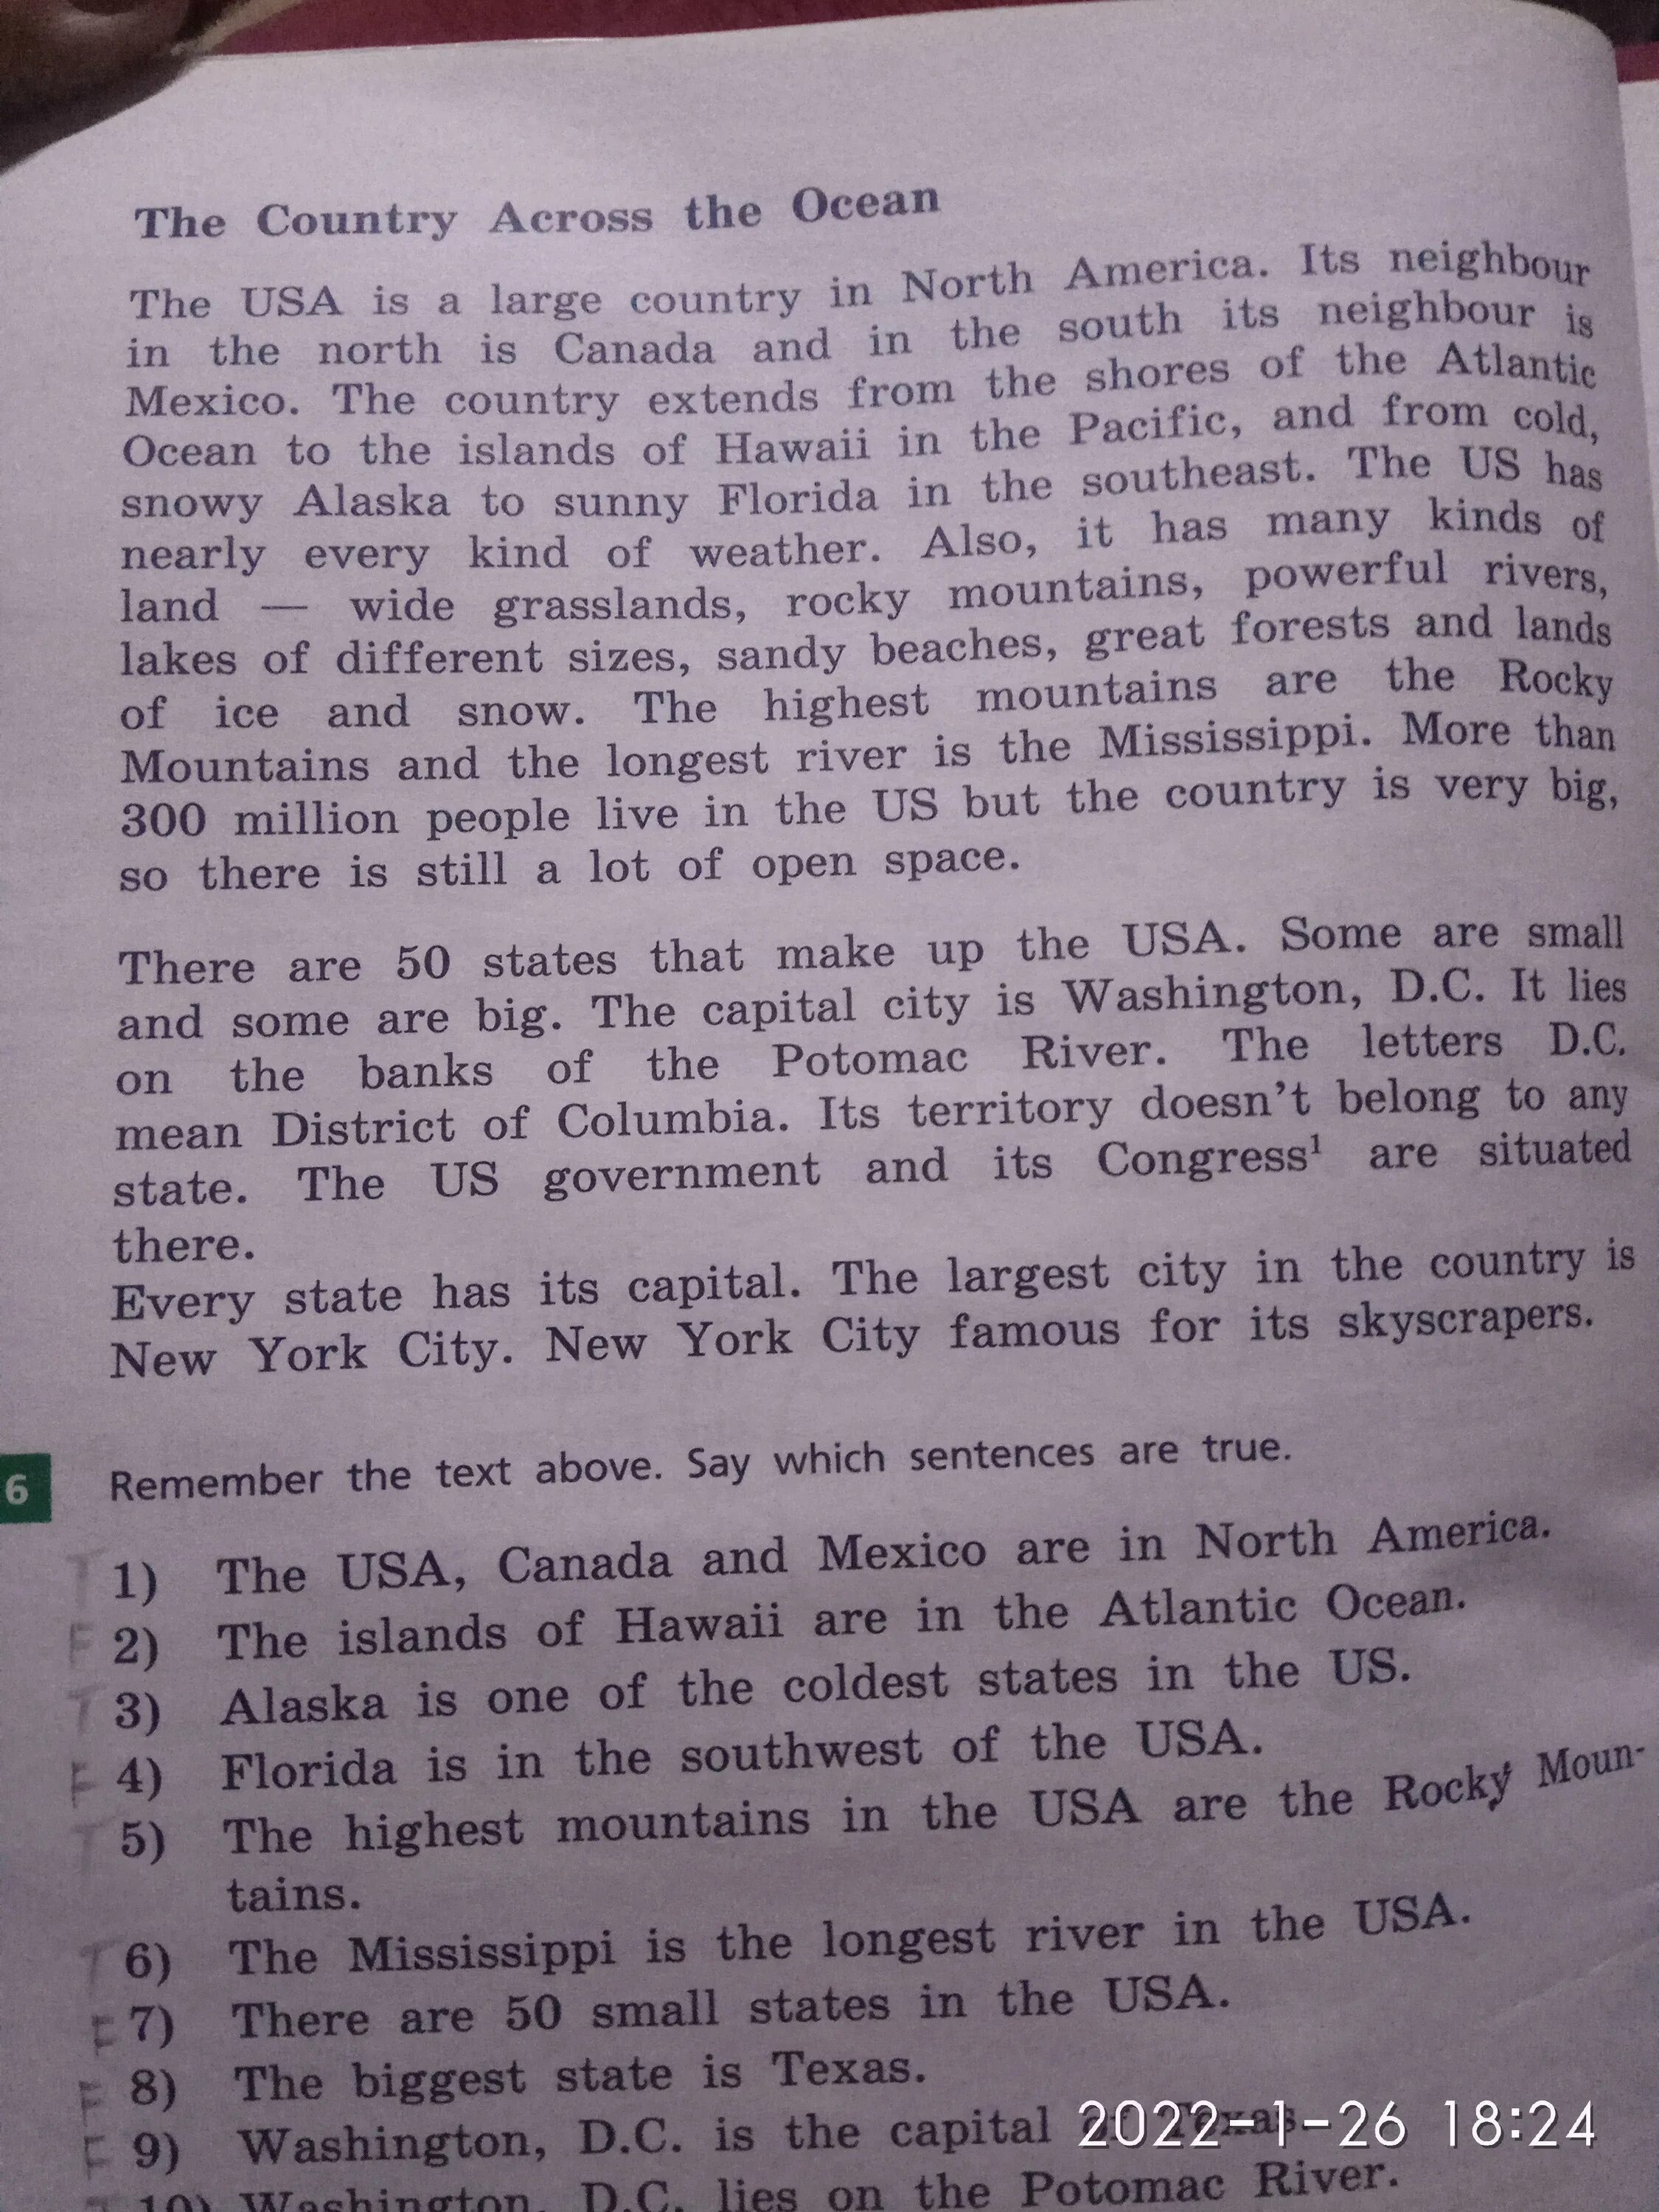 The Country Across the Ocean
The USA is a large country in North America. Its neighbour
in the north is Canada and in the south its neighbour is
Mexico. The country extends from the shores of the Atlantic
Ocean to the islands of Hawaii in the Pacific, and from cold,
snowy Alaska to sunny Florida in the southeast. The US has
nearly every kind of weather. Also, it has many kinds of
land — wide grasslands, rocky mountains, powerful rivers,
lakes of different sizes, sandy beaches, great forests and lands
of ice and snow. The highest mountains are the Rocky
Mountains and the longest river is the Mississippi. More than
300 million people live in the US but the country is very big,
so there is still a lot of open space.
There are 50 states that make up the USA. Some are small
and some are big. The capital city is Washington, D.C. It lies
on the banks of the Potomac River. The letters D.C.
mean District of Columbia. Its territory doesn't belong to any
state. The US government and its Congress¹ are situated
there.
Every state has its capital. The largest city in the country is
New York City. New York City famous for its skyscrapers.
6 Remember the text above. Say which sentences are true.
T 1) The USA, Canada and Mexico are in North America.
F 2) The islands of Hawaii are in the Atlantic Ocean.
T 3) Alaska is one of the coldest states in the US.
F 4) Florida is in the southwest of the USA.
T 5) The highest mountains in the USA are the Rocky Moun-
tains.
T 6) The Mississippi is the longest river in the USA.
F 7) There are 50 small states in the USA.
F 8) The biggest state is Texas.
F 9) Washington, D.C. is the capital Texas.
10) Washington, D.C. lies on the Potomac River.
2022-1-26 18:24